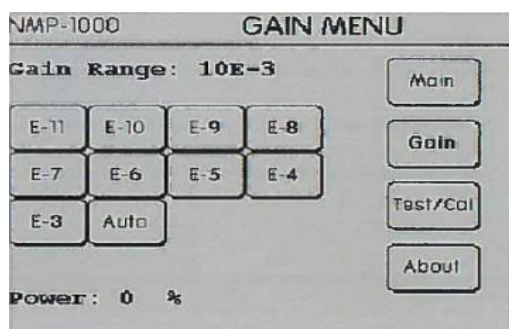 NMP-1000 GAIN MENU
Gain Range: 10E-3
Main
E-11 E-10 E-9 E-8
Gain
E-7 E-6 E-5 E-4
Test/Cal
E-3 Auto
About
Power: 0 %